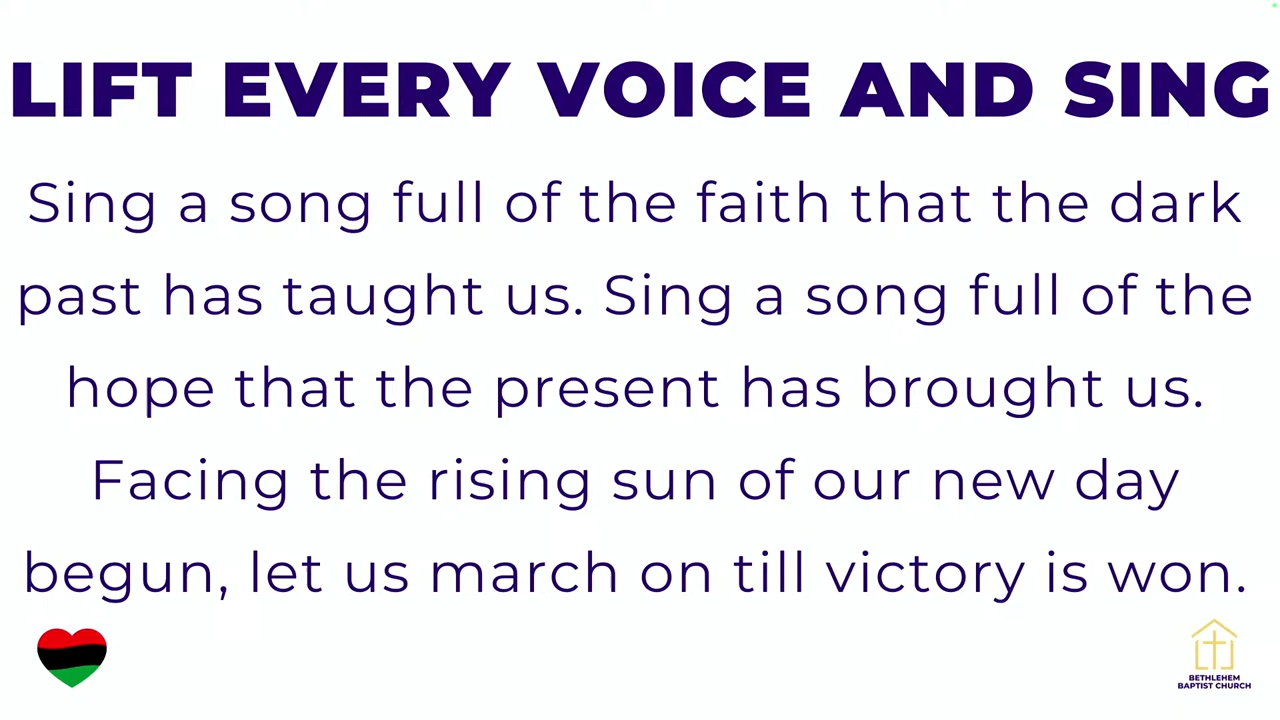 LIFT EVERY VOICE AND SING
Sing a song full of the faith that the dark
past has taught us. Sing a song full of the
hope that the present has brought us.
Facing the rising sun of our new day
begun, let us march on till victory is won.
BETHLEHEM
BAPTIST CHURCH